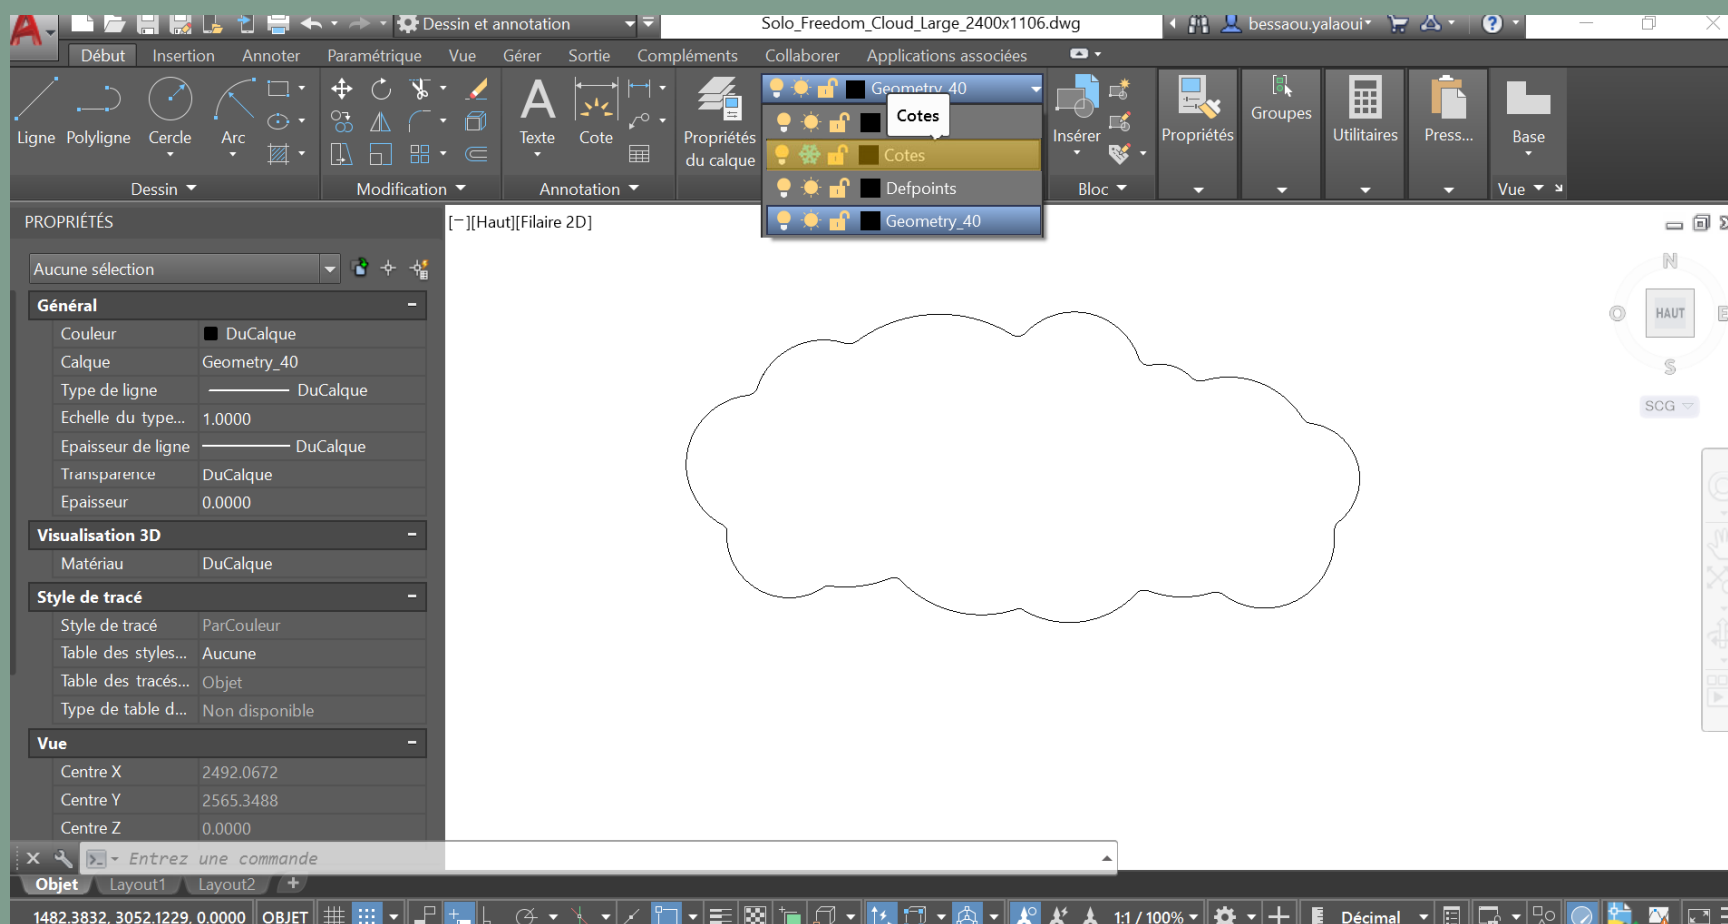 Dessin et annotation
Solo_Freedom_Cloud_Large_2400x1106.dwg
bessaou.yalaoui
Début Insertion Annoter Paramétrique Vue Gérer Sortie Compléments Collaborer Applications associées
Geometry_40
Cotes
Cotes
Defpoints
Geometry_40
Ligne Polyligne Cercle Arc
Texte Cote
Propriétés
du calque
Insérer
Propriétés
Groupes
Utilitaires
Press...
Base
Dessin
Modification
Annotation
Bloc
Vue
PROPRIÉTÉS
[−][Haut][Filaire 2D]
Aucune sélection
Général
Couleur DuCalque
Calque Geometry_40
Type de ligne DuCalque
Echelle du type... 1.0000
Epaisseur de ligne DuCalque
Transparence DuCalque
Epaisseur 0.0000
Visualisation 3D
Matériau DuCalque
Style de tracé
Style de tracé ParCouleur
Table des styles... Aucune
Table des tracés... Objet
Type de table d... Non disponible
Vue
Centre X 2492.0672
Centre Y 2565.3488
Centre Z 0.0000
N
O HAUT E
S
SCG
Entrez une commande
Objet Layout1 Layout2 +
1482.3832, 3052.1229, 0.0000 OBJET
1:1 / 100%
Décimal